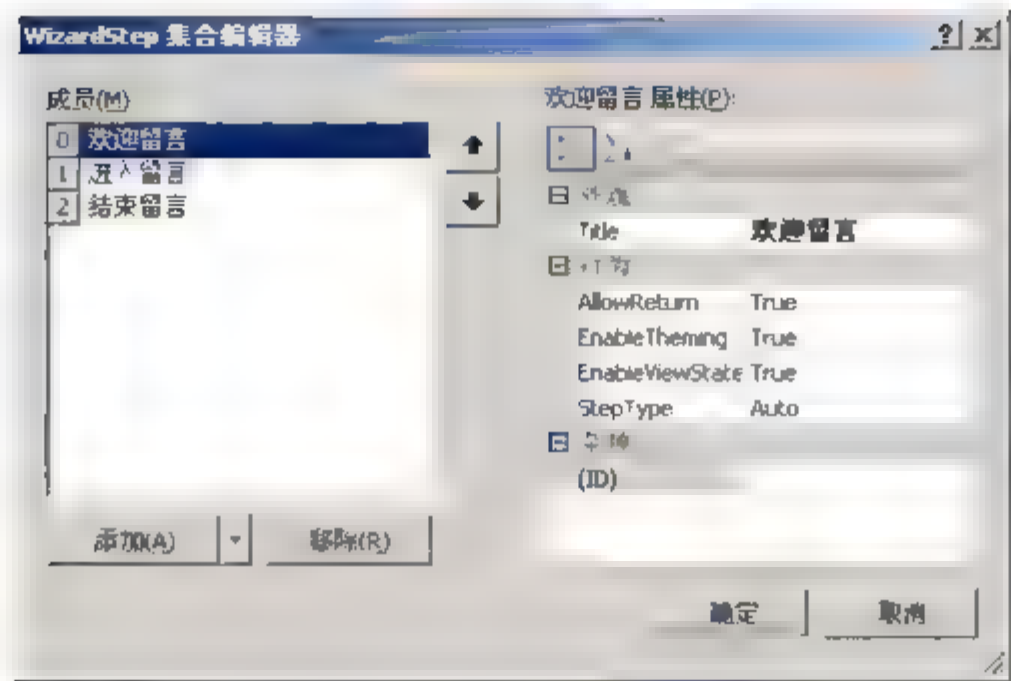 WizardStep 集合编辑器
成员(M)
0 欢迎留言
1 进入留言
2 结束留言
添加(A)
移除(R)
欢迎留言 属性(P):
Title 欢迎留言
AllowReturn True
EnableTheming True
EnableViewState True
StepType Auto
(ID)
确定
取消